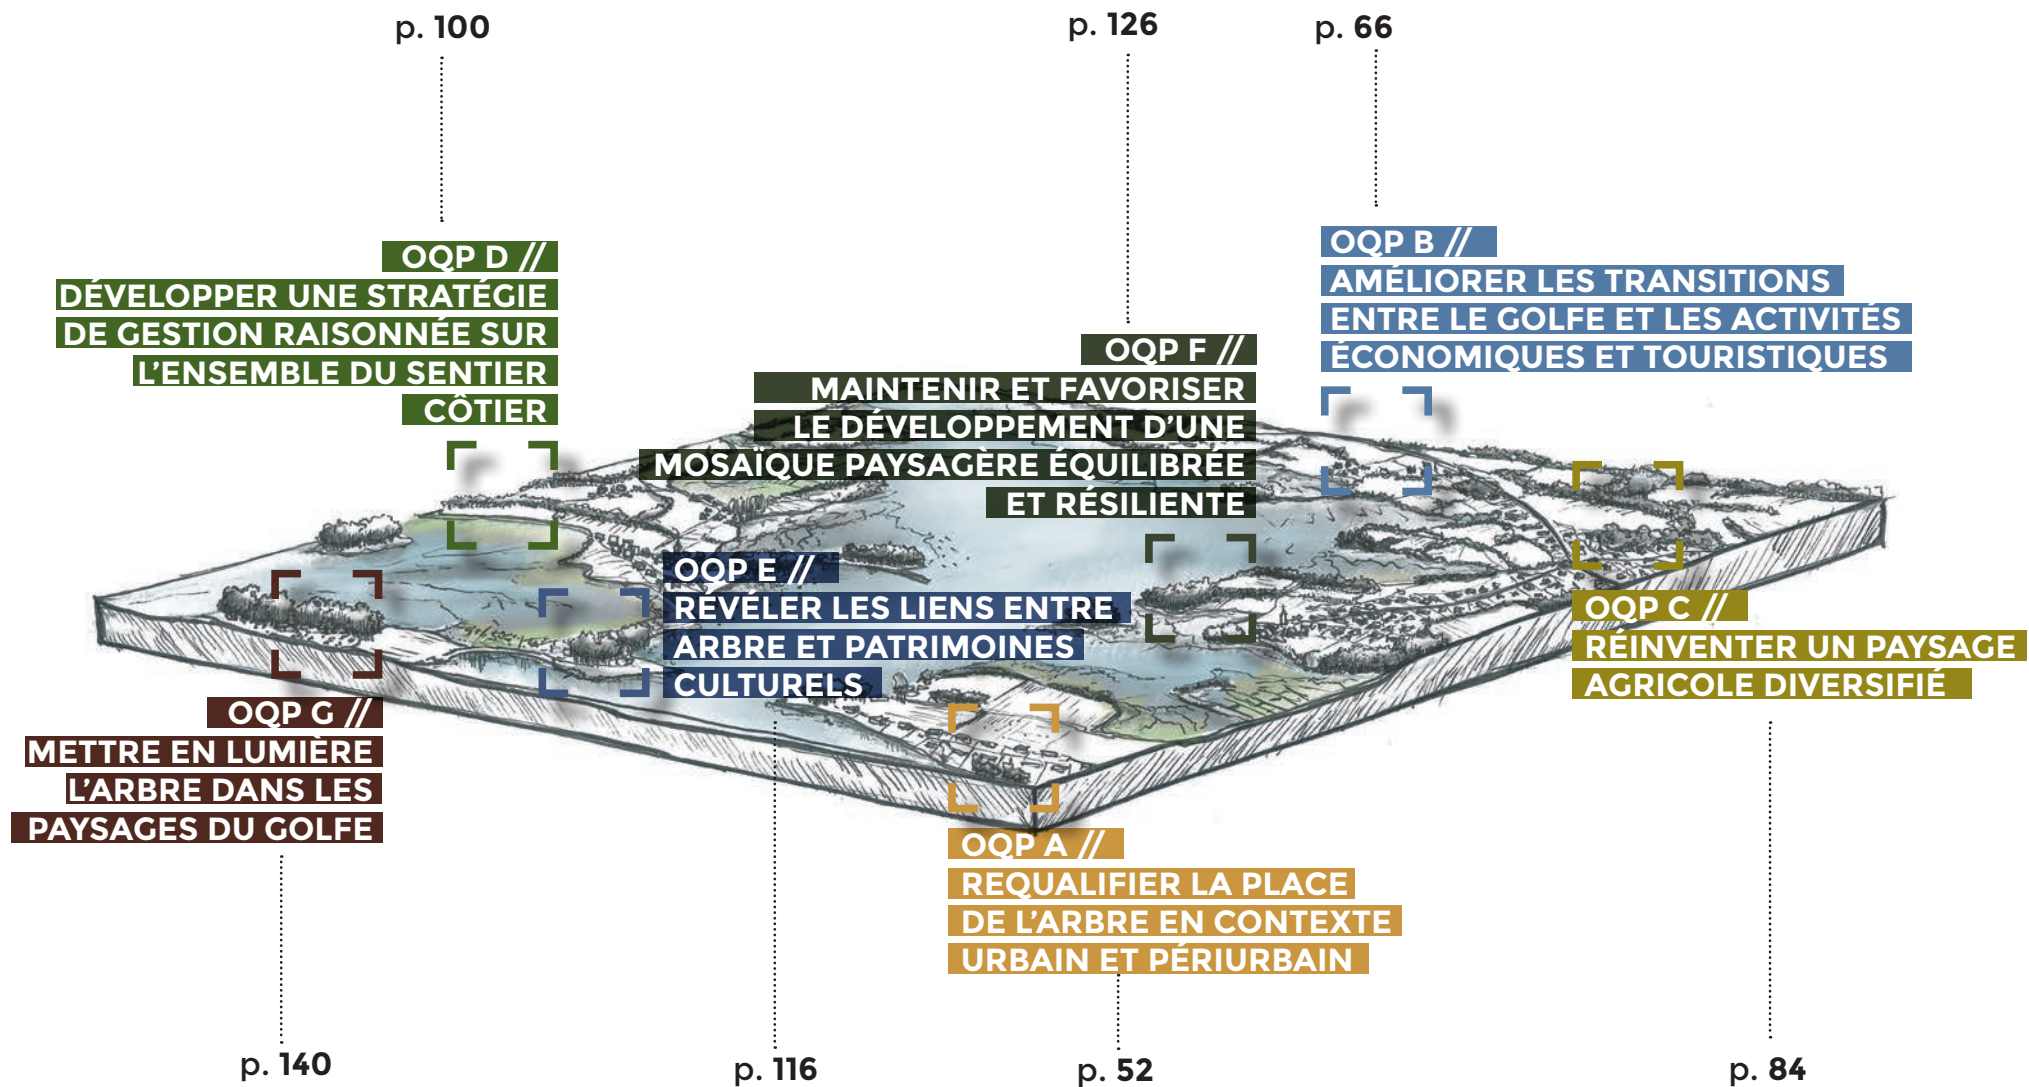 p. 100
p. 126
p. 66
OQP D //
DÉVELOPPER UNE STRATÉGIE
DE GESTION RAISONNÉE SUR
L'ENSEMBLE DU SENTIER
CÔTIER
OQP F //
MAINTENIR ET FAVORISER
LE DÉVELOPPEMENT D'UNE
MOSAÏQUE PAYSAGÈRE ÉQUILIBRÉE
ET RÉSILIENTE
OQP B //
AMÉLIORER LES TRANSITIONS
ENTRE LE GOLFE ET LES ACTIVITÉS
ÉCONOMIQUES ET TOURISTIQUES
OQP E //
RÉVÉLER LES LIENS ENTRE
ARBRE ET PATRIMOINES
CULTURELS
OQP C //
RÉINVENTER UN PAYSAGE
AGRICOLE DIVERSIFIÉ
OQP G //
METTRE EN LUMIÈRE
L'ARBRE DANS LES
PAYSAGES DU GOLFE
OQP A //
REQUALIFIER LA PLACE
DE L'ARBRE EN CONTEXTE
URBAIN ET PÉRIURBAIN
p. 140
p. 116
p. 52
p. 84